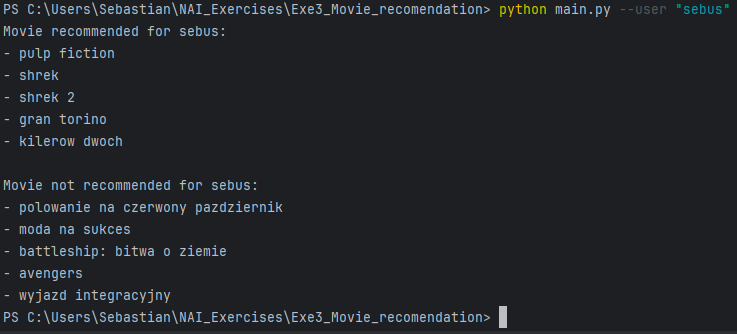 PS C:\Users\Sebastian\NAI_Exercises\Exe3_Movie_recomendation> python main.py --user "sebus"
Movie recommended for sebus:
- pulp fiction
- shrek
- shrek 2
- gran torino
- kilerow dwoch
Movie not recommended for sebus:
- polowanie na czerwony pazdziernik
- moda na sukces
- battleship: bitwa o ziemie
- avengers
- wyjazd integracyjny
PS C:\Users\Sebastian\NAI_Exercises\Exe3_Movie_recomendation>